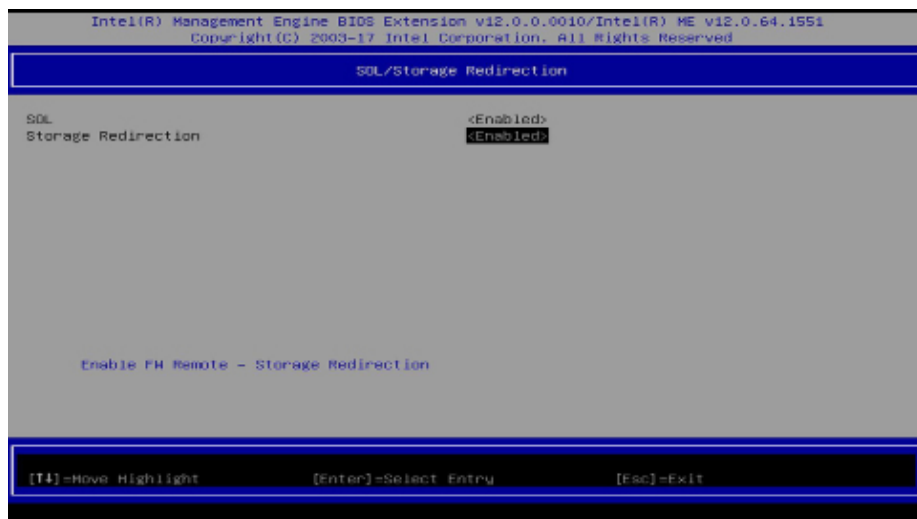 Intel(R) Management Engine BIOS Extension v12.0.0.0010/Intel(R) ME v12.0.64.1551
Copyright(C) 2003-17 Intel Corporation. All Rights Reserved
SOL/Storage Redirection
SOL <Enabled>
Storage Redirection <Enabled>
Enable FW Remote - Storage Redirection
[↑↓]=Move Highlight [Enter]=Select Entry [Esc]=Exit